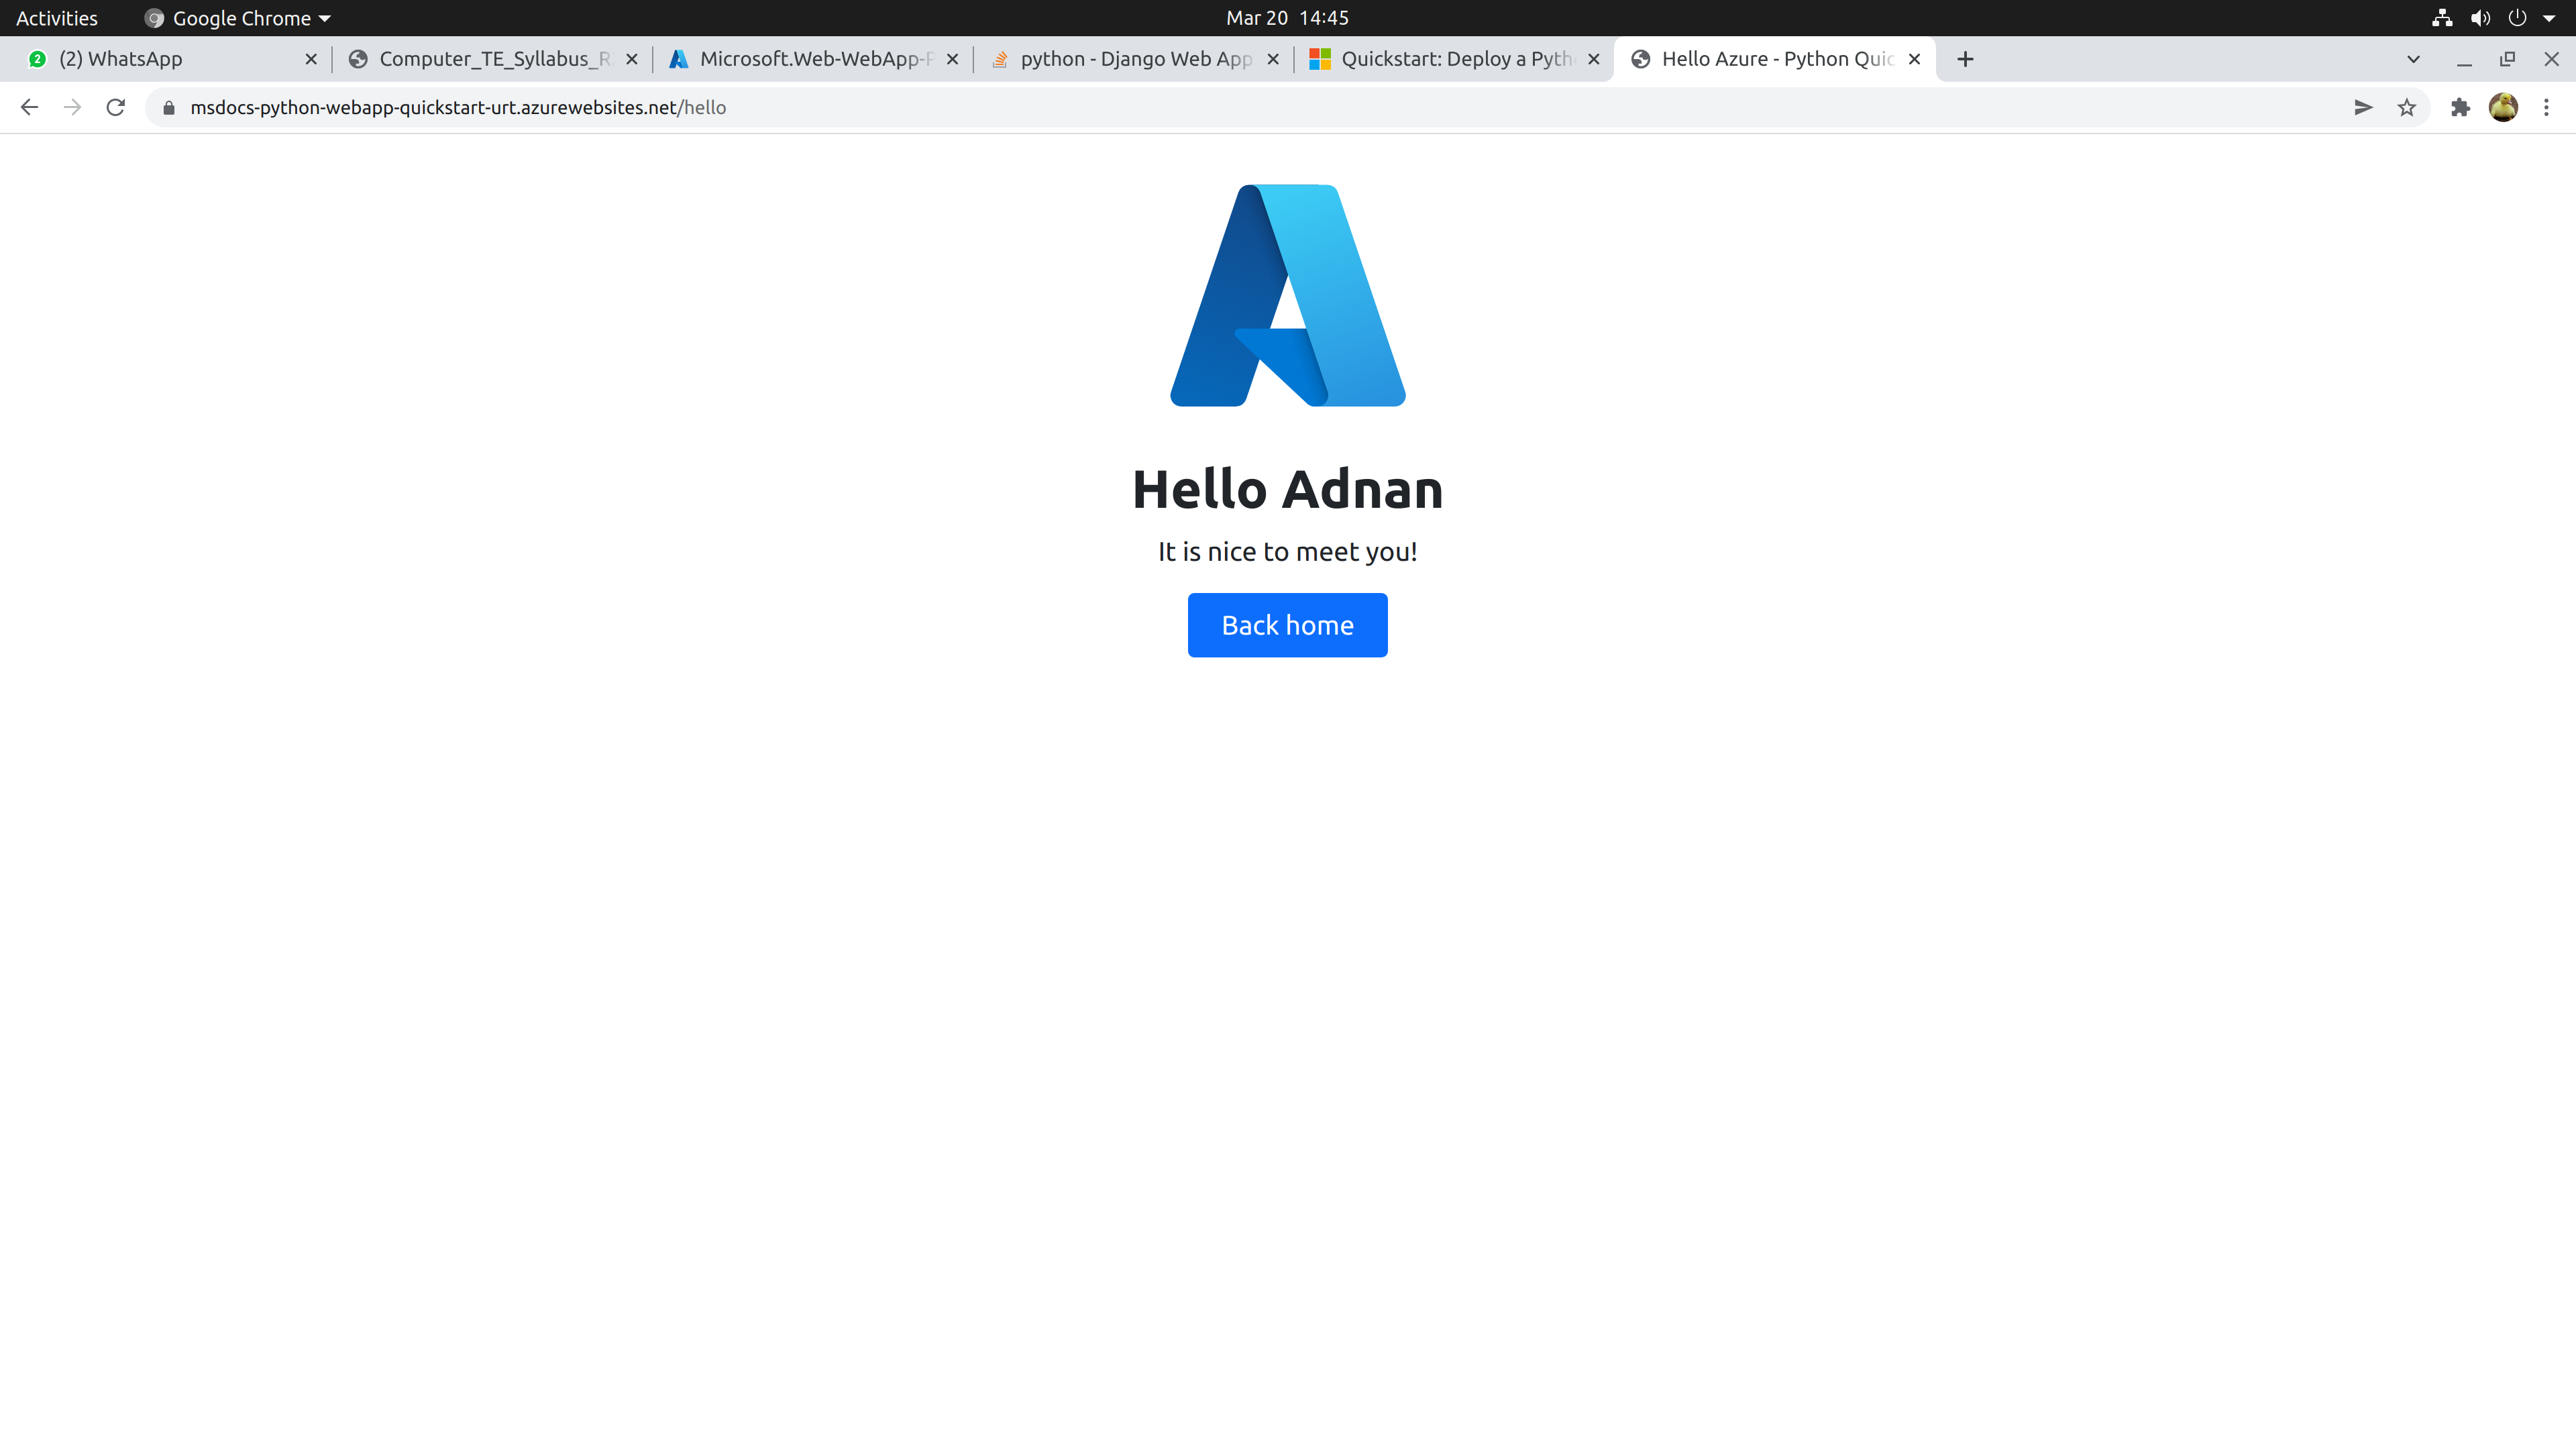 Activities Google Chrome Mar 20 14:45
2 (2) WhatsApp Computer_TE_Syllabus_R Microsoft.Web-WebApp-P python - Django Web App Quickstart: Deploy a Pyth Hello Azure - Python Quic
msdocs-python-webapp-quickstart-urt.azurewebsites.net/hello
Hello Adnan
It is nice to meet you!
Back home